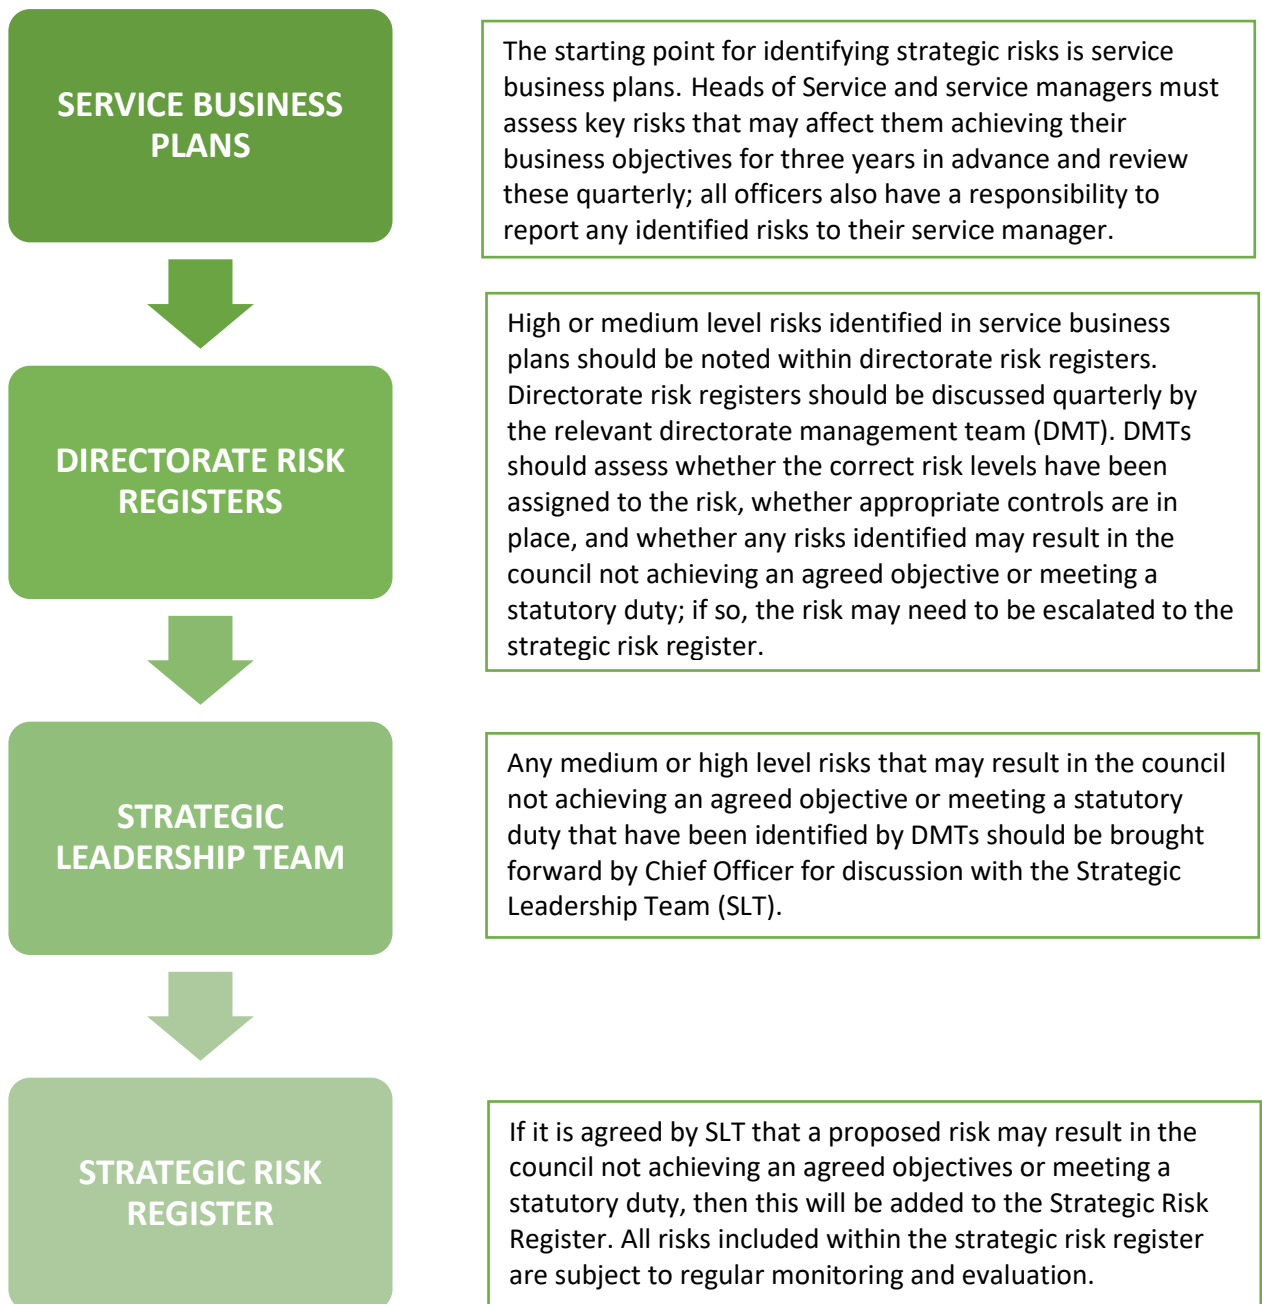 SERVICE BUSINESS
PLANS
The starting point for identifying strategic risks is service
business plans. Heads of Service and service managers must
assess key risks that may affect them achieving their
business objectives for three years in advance and review
these quarterly; all officers also have a responsibility to
report any identified risks to their service manager.
DIRECTORATE RISK
REGISTERS
High or medium level risks identified in service business
plans should be noted within directorate risk registers.
Directorate risk registers should be discussed quarterly by
the relevant directorate management team (DMT). DMTs
should assess whether the correct risk levels have been
assigned to the risk, whether appropriate controls are in
place, and whether any risks identified may result in the
council not achieving an agreed objective or meeting a
statutory duty; if so, the risk may need to be escalated to the
strategic risk register.
STRATEGIC
LEADERSHIP TEAM
Any medium or high level risks that may result in the council
not achieving an agreed objective or meeting a statutory
duty that have been identified by DMTs should be brought
forward by Chief Officer for discussion with the Strategic
Leadership Team (SLT).
STRATEGIC RISK
REGISTER
If it is agreed by SLT that a proposed risk may result in the
council not achieving an agreed objectives or meeting a
statutory duty, then this will be added to the Strategic Risk
Register. All risks included within the strategic risk register
are subject to regular monitoring and evaluation.